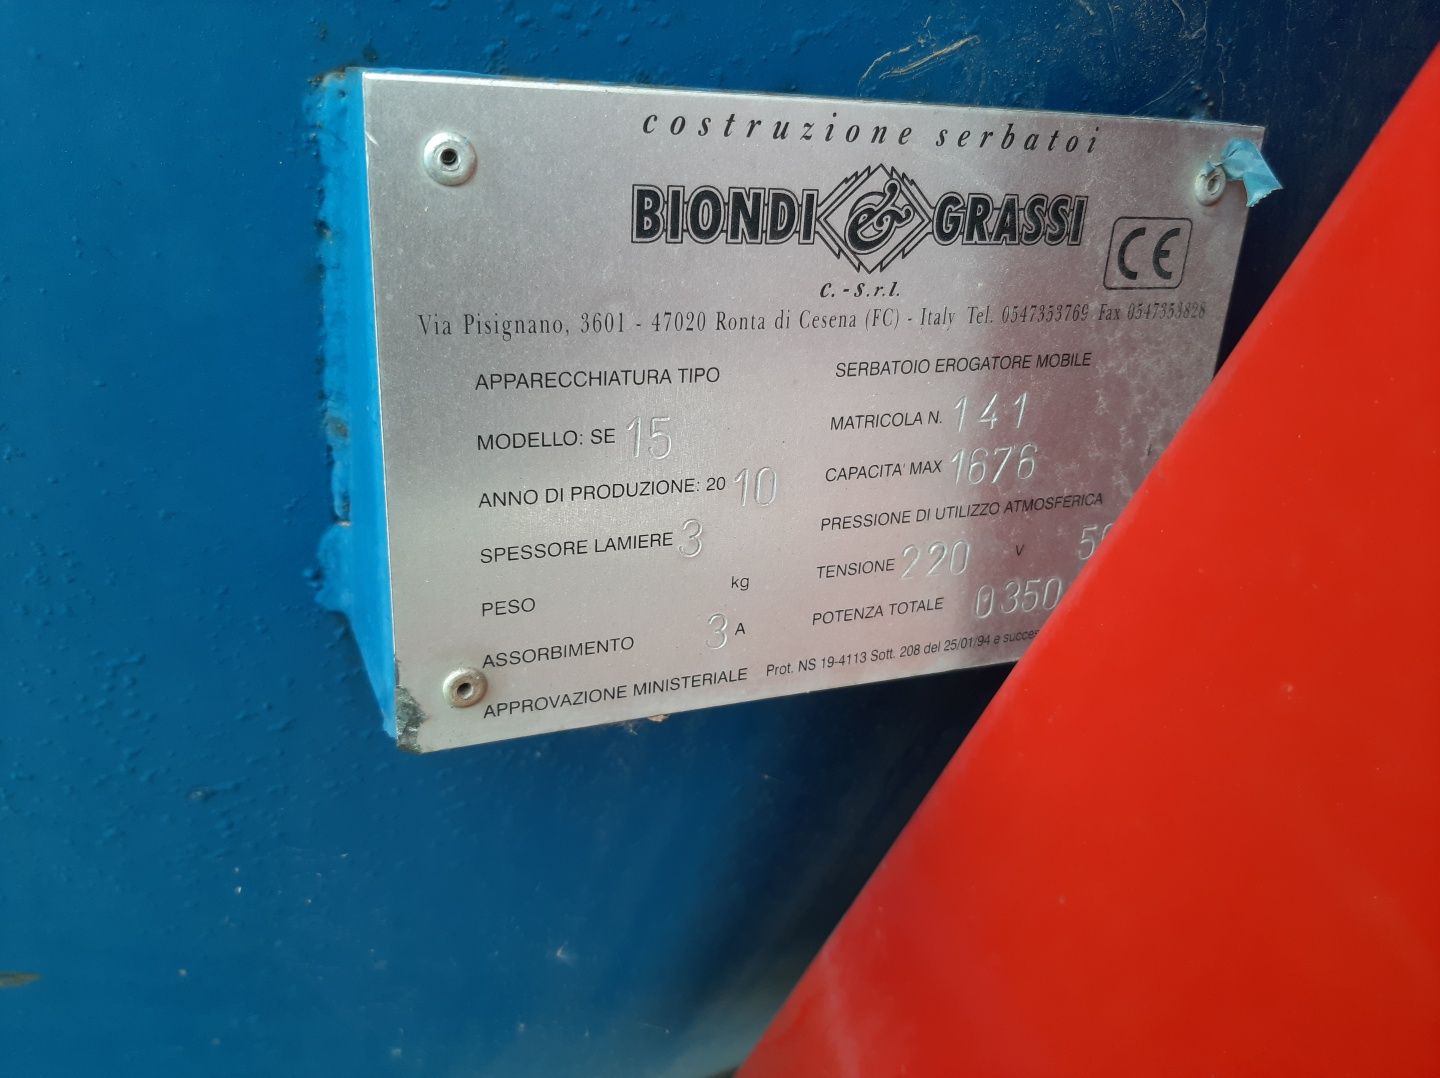 costruzione serbatoi
BIONDI & GRASSI
C. - S.r.l.
CE
Via Pisignano, 3601 - 47020 Ronta di Cesena (FC) - Italy Tel. 0547353769 Fax 0547353828
APPARECCHIATURA TIPO SERBATOIO EROGATORE MOBILE
MODELLO: SE 15 MATRICOLA N. 141
ANNO DI PRODUZIONE: 20 10 CAPACITA' MAX 1676
SPESSORE LAMIERE 3 PRESSIONE DI UTILIZZO ATMOSFERICA
PESO kg TENSIONE 220 V
ASSORBIMENTO 3 A POTENZA TOTALE 0350
APPROVAZIONE MINISTERIALE Prot. NS 19-4113 Sott. 208 del 25/01/94 e